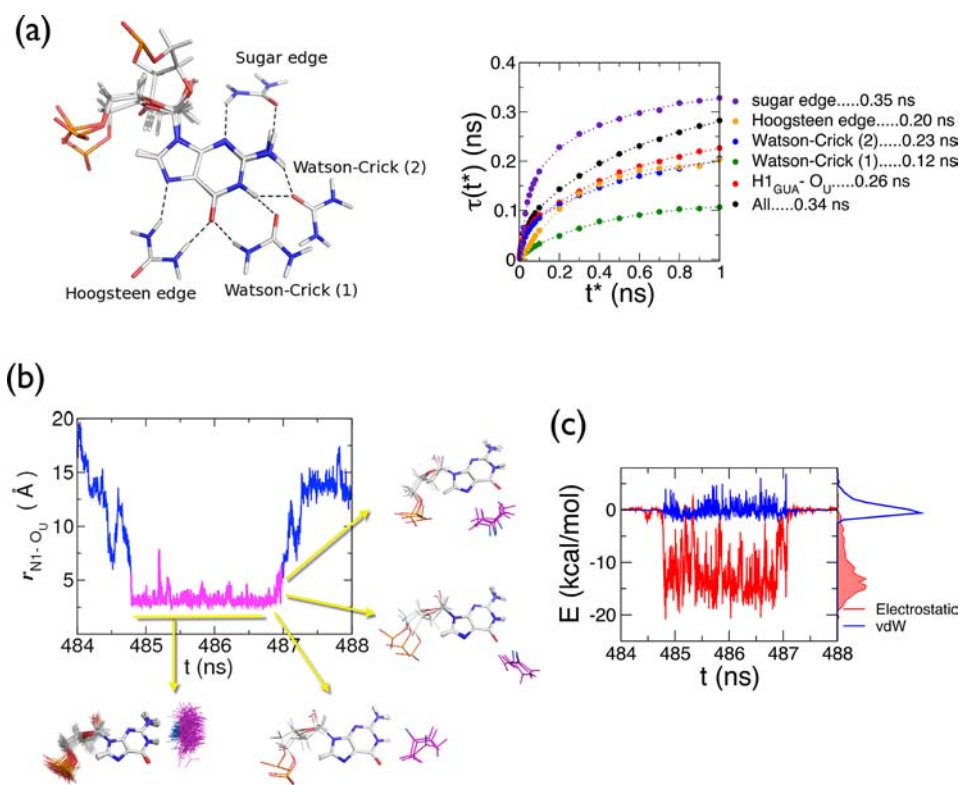 (a)
Sugar edge
Watson-Crick (2)
Hoogsteen edge
Watson-Crick (1)
0.4
0.3
0.2
0.1
0
τ(t*) (ns)
0 0.2 0.4 0.6 0.8 1
t* (ns)
sugar edge.....0.35 ns
Hoogsteen edge....0.20 ns
Watson-Crick (2)....0.23 ns
Watson-Crick (1)....0.12 ns
H1GUA- OU......0.26 ns
All.....0.34 ns
(b)
20
15
10
5
rN1- OU (Å)
484 485 486 487 488
t (ns)
(c)
0
-10
-20
E (kcal/mol)
484 485 486 487 488
t (ns)
Electrostatic
vdW